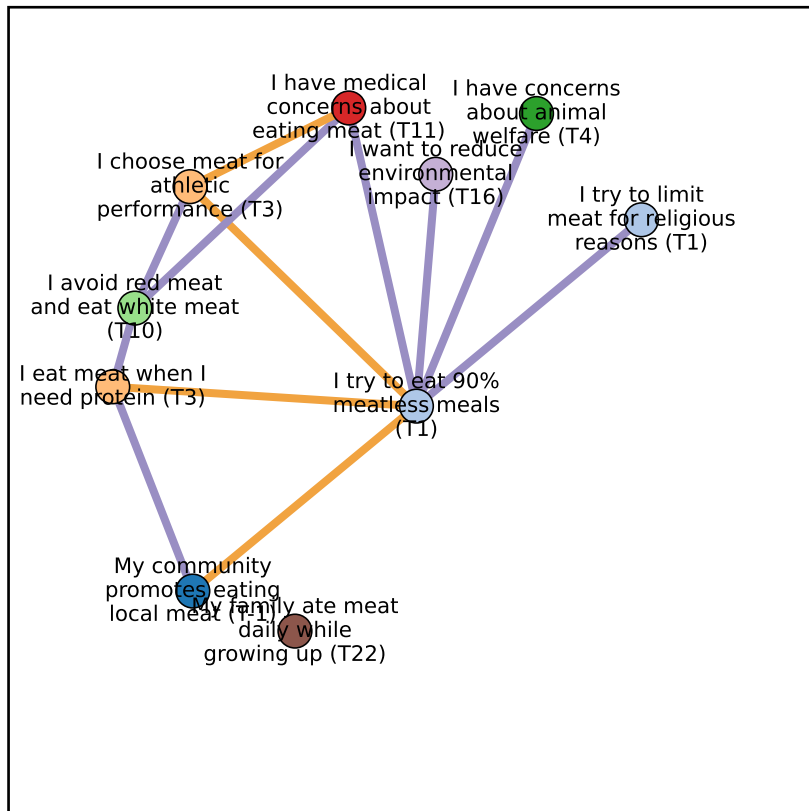 I have medical
concerns about
eating meat (T11)
I have concerns
about animal
welfare (T4)
I want to reduce
environmental
impact (T16)
I choose meat for
athletic
performance (T3)
I try to limit
meat for religious
reasons (T1)
I avoid red meat
and eat white meat
(T10)
I eat meat when I
need protein (T3)
I try to eat 90%
meatless meals
(T1)
My community
promotes eating
local meat (T-1)
My family ate meat
daily while
growing up (T22)